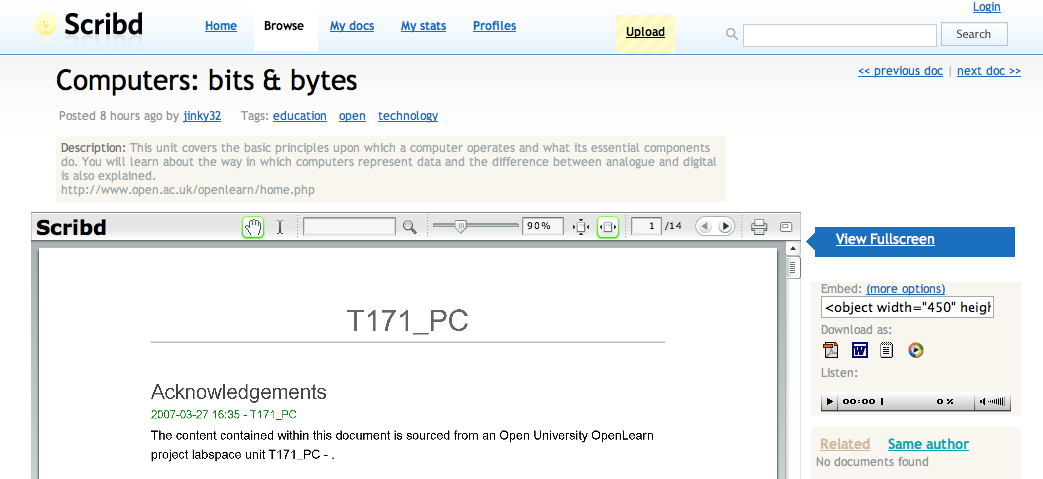 Login
Scribd Home Browse My docs My stats Profiles Upload Search
Computers: bits & bytes
<< previous doc | next doc >>
Posted 8 hours ago by jinky32 Tags: education open technology
Description: This unit covers the basic principles upon which a computer operates and what its essential components
do. You will learn about the way in which computers represent data and the difference between analogue and digital
is also explained.
http://www.open.ac.uk/openlearn/home.php
Scribd 90% 1 /14
View Fullscreen
T171_PC
Acknowledgements
2007-03-27 16:35 - T171_PC
The content contained within this document is sourced from an Open University OpenLearn
project labspace unit T171_PC - .
Embed: (more options)
<object width="450" heigh
Download as:
Listen:
00:00 0 %
Related Same author
No documents found